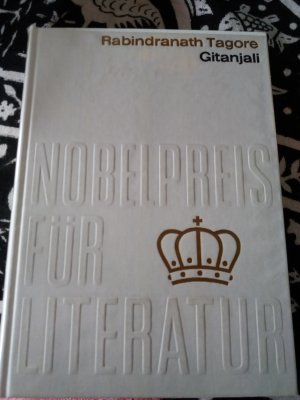 Rabindranath Tagore
Gitanjali
NOBELPREIS
FÜR
LITERATUR